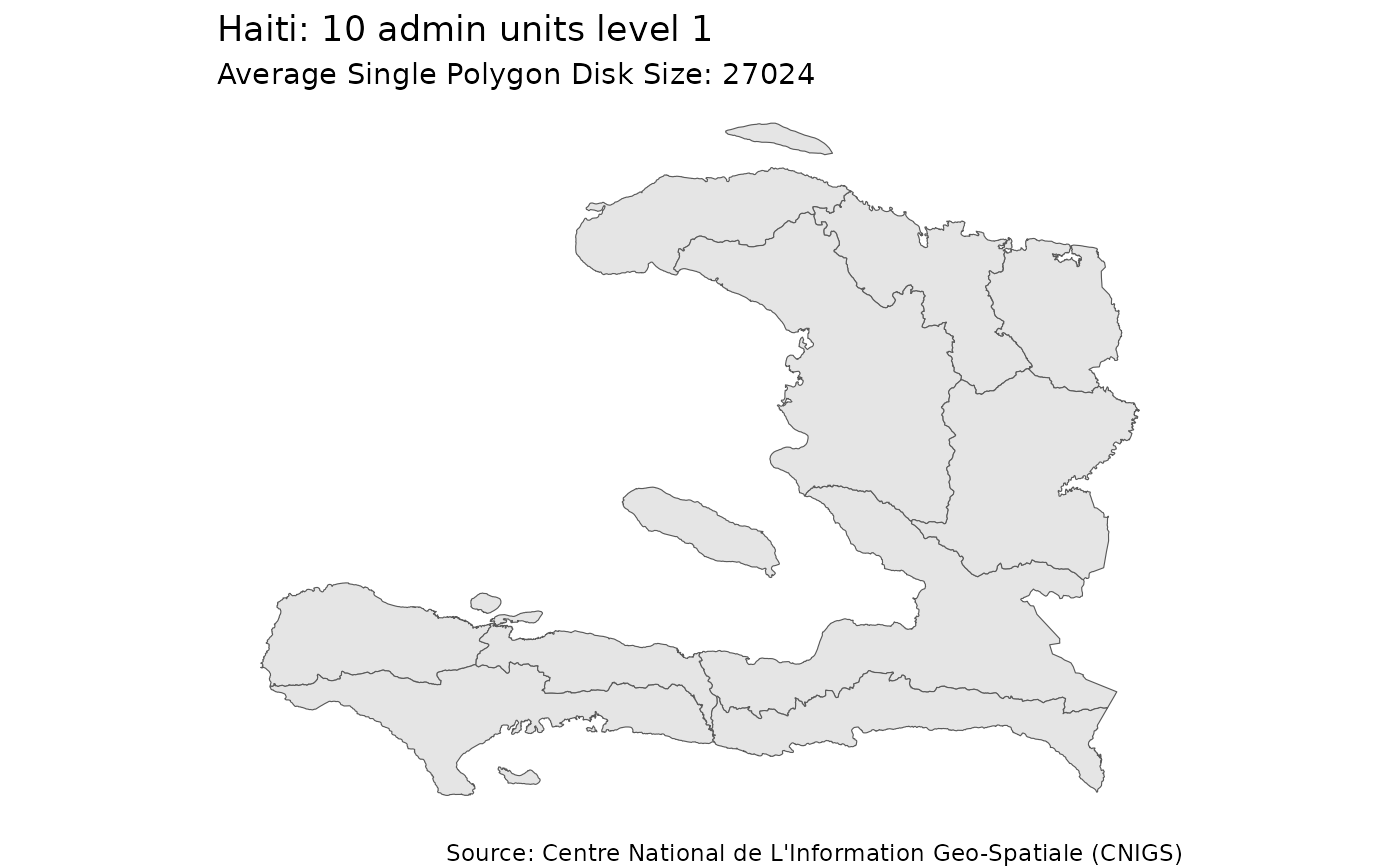 Haiti: 10 admin units level 1
Average Single Polygon Disk Size: 27024
Source: Centre National de L'Information Geo-Spatiale (CNIGS)